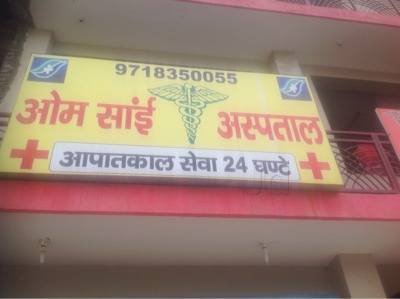 9718350055
ओम सांई अस्पताल
आपातकाल सेवा 24 घण्टे